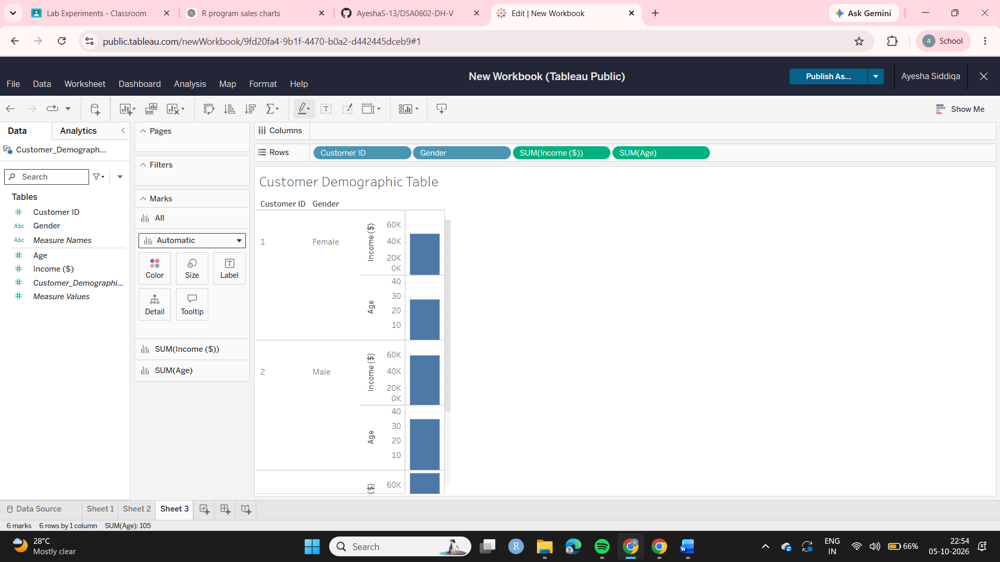 Lab Experiments - Classroom
R program sales charts
AyeshaS-13/DSA0602-DH-V
Edit | New Workbook
Ask Gemini
public.tableau.com/newWorkbook/9fd20fa4-9b1f-4470-b0a2-d442445dceb9#1
a
School
File
Data
Worksheet
Dashboard
Analysis
Map
Format
Help
New Workbook (Tableau Public)
Publish As...
Ayesha Siddiqa
Show Me
Data
Analytics
Customer_Demograph...
Search
Tables
Customer ID
Abc Gender
Abc Measure Names
Age
Income ($)
Customer_Demographi...
Measure Values
Pages
Filters
Marks
All
Automatic
Color
Size
Label
Detail
Tooltip
SUM(Income ($))
SUM(Age)
Columns
Rows
Customer ID
Gender
SUM(Income ($))
SUM(Age)
Customer Demographic Table
Customer ID Gender
1
Female
Income ($)
60K
40K
20K
0K
Age
40
30
20
10
2
Male
Income ($)
60K
40K
20K
0K
Age
40
30
20
10
($)
60K
Data Source
Sheet 1
Sheet 2
Sheet 3
6 marks
6 rows by 1 column
SUM(Age): 105
28°C
Mostly clear
Search
R
a
W
ENG
IN
66%
22:54
05-10-2026